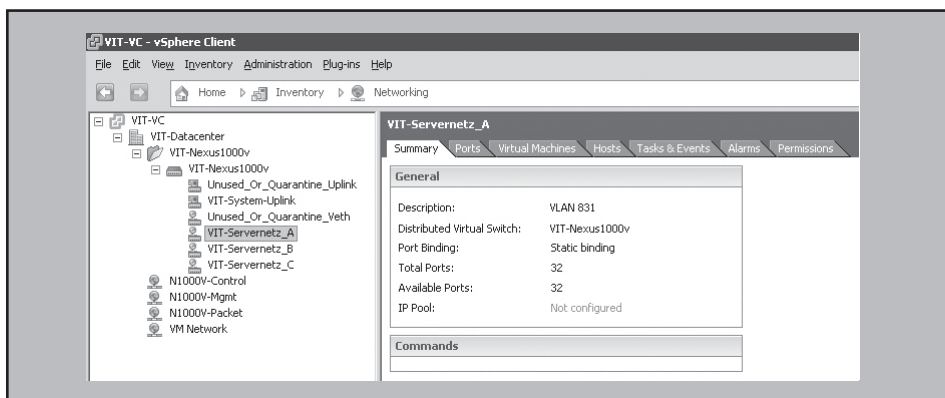 VIT-VC - vSphere Client
File Edit View Inventory Administration Plug-ins Help
Home Inventory Networking
VIT-VC
VIT-Datacenter
VIT-Nexus1000v
VIT-Nexus1000v
Unused_Or_Quarantine_Uplink
VIT-System-Uplink
Unused_Or_Quarantine_Veth
VIT-Servernetz_A
VIT-Servernetz_B
VIT-Servernetz_C
N1000V-Control
N1000V-Mgmt
N1000V-Packet
VM Network
VIT-Servernetz_A
Summary Ports Virtual Machines Hosts Tasks & Events Alarms Permissions
General
Description: VLAN 831
Distributed Virtual Switch: VIT-Nexus1000v
Port Binding: Static binding
Total Ports: 32
Available Ports: 32
IP Pool: Not configured
Commands